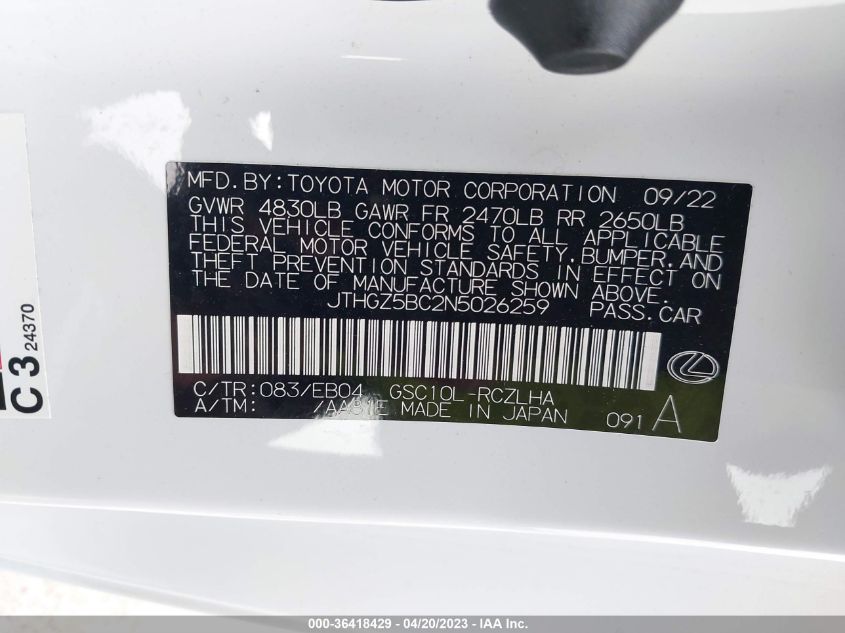 MFD.BY:TOYOTA MOTOR CORPORATION 09/22
GVWR 4830LB GAWR FR 2470LB RR 2650LB
THIS VEHICLE CONFORMS TO ALL APPLICABLE
FEDERAL MOTOR VEHICLE SAFETY,BUMPER,AND
THEFT PREVENTION STANDARDS IN EFFECT ON
THE DATE OF MANUFACTURE SHOWN ABOVE.
JTHGZ5BC2N5026259 PASS.CAR
C/TR:083/EB04 GSC10L-RCZLHA
A/TM: /AA81E MADE IN JAPAN 091 A
C 3 24370
000-36418429 - 04/20/2023 - IAA Inc.